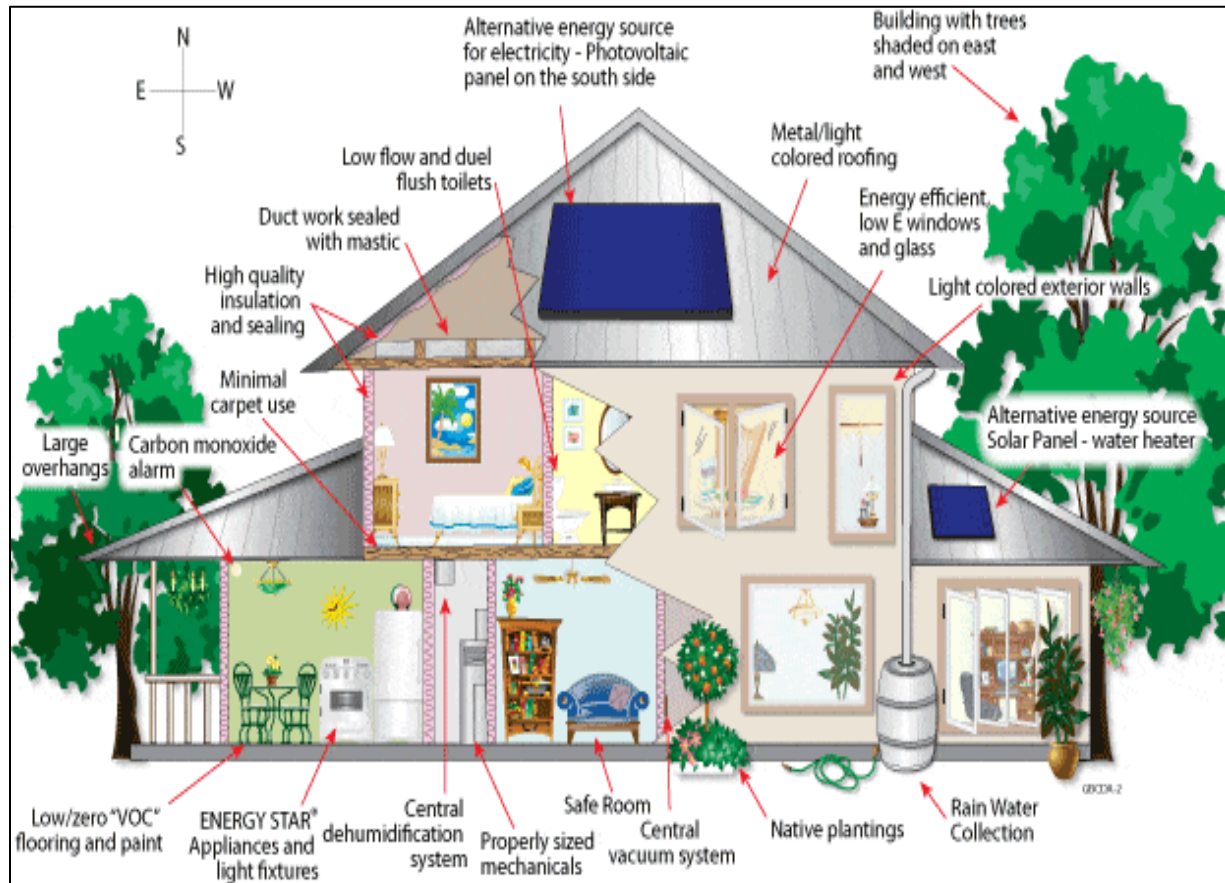 N
E
W
S
Alternative energy source
for electricity - Photovoltaic
panel on the south side
Building with trees
shaded on east
and west
Low flow and duel
flush toilets
Metal/light
colored roofing
Duct work sealed
with mastic
Energy efficient,
low E windows
and glass
High quality
insulation
and sealing
Light colored exterior walls
Minimal
carpet use
Large
overhangs
Carbon monoxide
alarm
Alternative energy source
Solar Panel - water heater
Low/zero "VOC"
flooring and paint
ENERGY STAR®
Appliances and
light fixtures
Central
dehumidification
system
Properly sized
mechanicals
Safe Room
Central
vacuum system
Native plantings
Rain Water
Collection
GBCDA-2